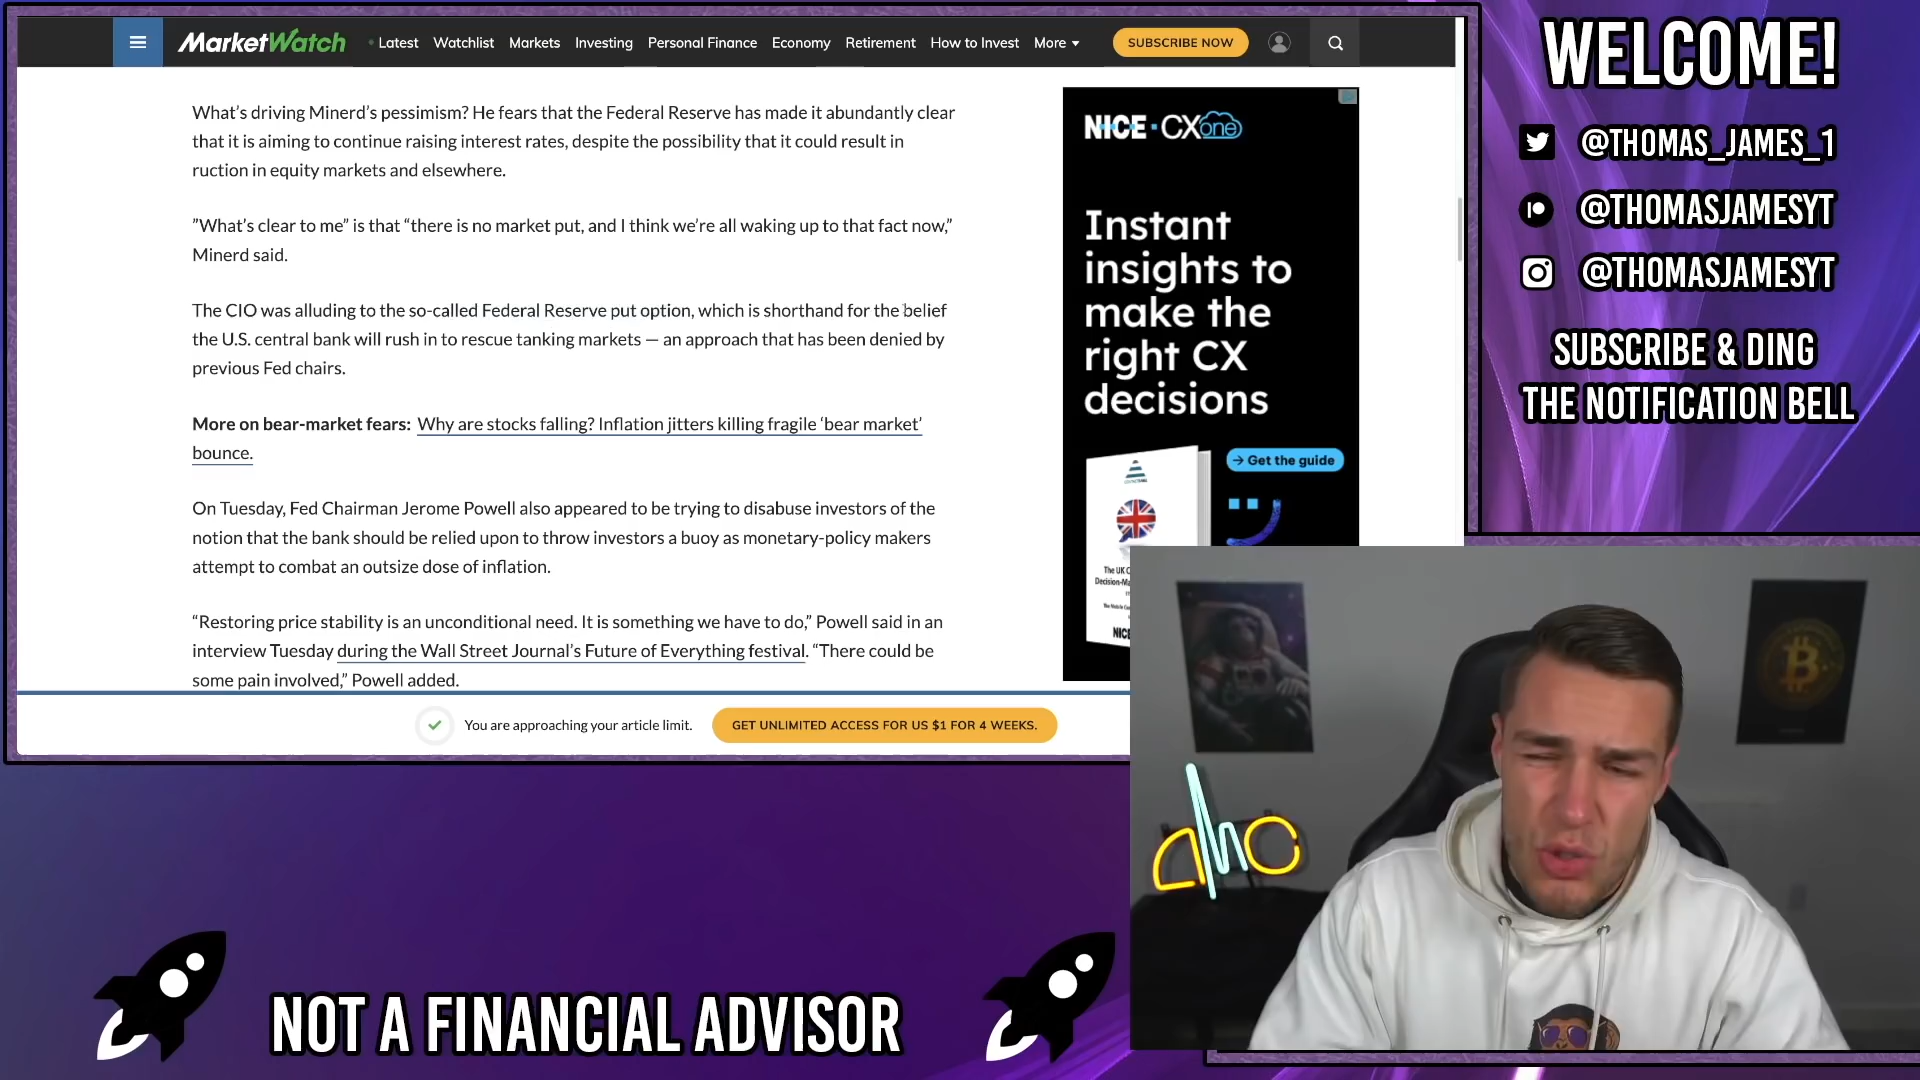 MarketWatch
Latest Watchlist Markets Investing Personal Finance Economy Retirement How to Invest More
SUBSCRIBE NOW
What’s driving Minerd’s pessimism? He fears that the Federal Reserve has made it abundantly clear
that it is aiming to continue raising interest rates, despite the possibility that it could result in
ruction in equity markets and elsewhere.
”What’s clear to me” is that “there is no market put, and I think we’re all waking up to that fact now,”
Minerd said.
The CIO was alluding to the so-called Federal Reserve put option, which is shorthand for the belief
the U.S. central bank will rush in to rescue tanking markets — an approach that has been denied by
previous Fed chairs.
More on bear-market fears: Why are stocks falling? Inflation jitters killing fragile ‘bear market’
bounce.
On Tuesday, Fed Chairman Jerome Powell also appeared to be trying to disabuse investors of the
notion that the bank should be relied upon to throw investors a buoy as monetary-policy makers
attempt to combat an outsize dose of inflation.
“Restoring price stability is an unconditional need. It is something we have to do,” Powell said in an
interview Tuesday during the Wall Street Journal’s Future of Everything festival. “There could be
some pain involved,” Powell added.
You are approaching your article limit.
GET UNLIMITED ACCESS FOR US $1 FOR 4 WEEKS.
NICE · CXone
Instant
insights to
make the
right CX
decisions
→ Get the guide
The UK C
Decision-Ma
NICE
WELCOME!
@THOMAS_JAMES_1
@THOMASJAMESYT
@THOMASJAMESYT
SUBSCRIBE & DING
THE NOTIFICATION BELL
NOT A FINANCIAL ADVISOR